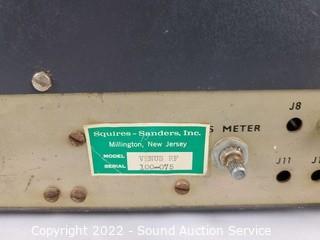 J8
Squires - Sanders, Inc.
S METER
Millington, New Jersey
MODEL VENUS RF
SERIAL 100-075
J11
Copyright 2022 - Sound Auction Service